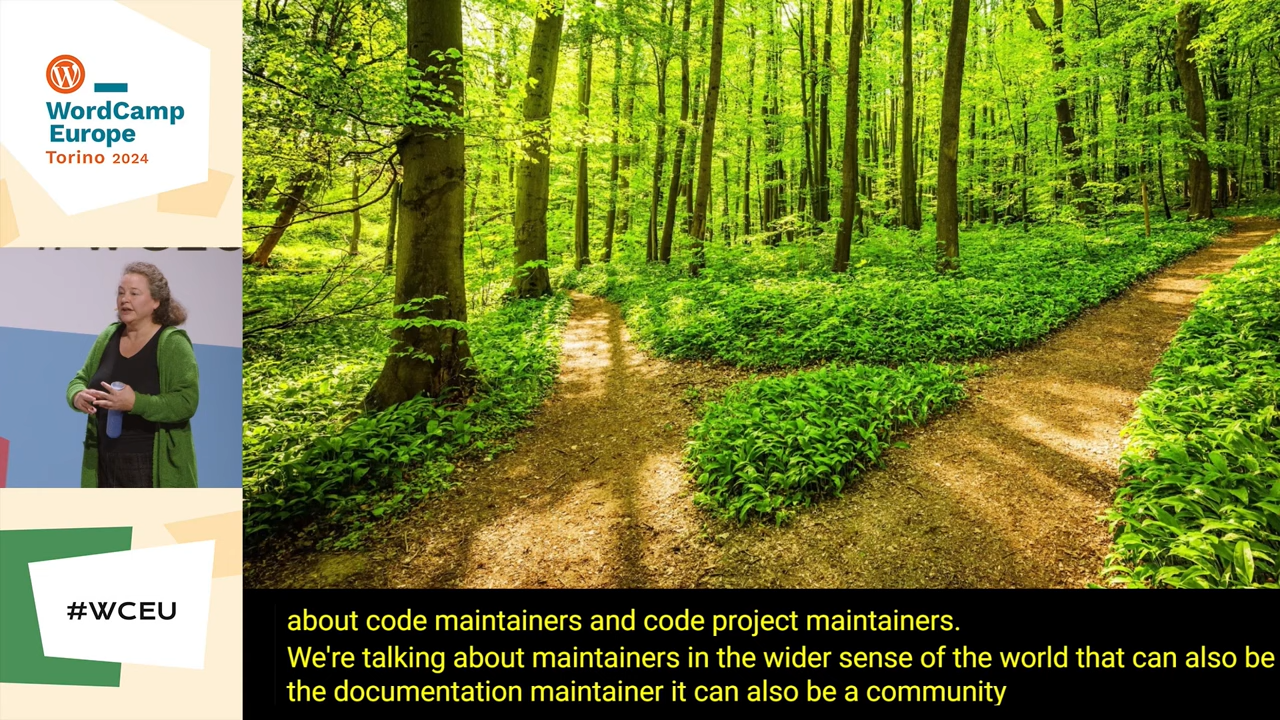 WordCamp
Europe
Torino 2024
#WCEU
#WCEU
about code maintainers and code project maintainers.
We're talking about maintainers in the wider sense of the world that can also be
the documentation maintainer it can also be a community